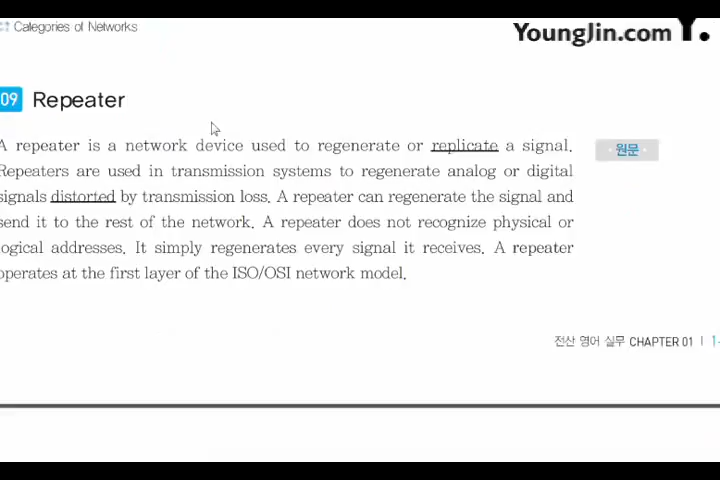 Categories of Networks
YoungJin.com Y.
09 Repeater
A repeater is a network device used to regenerate or replicate a signal.
원문
Repeaters are used in transmission systems to regenerate analog or digital
signals distorted by transmission loss. A repeater can regenerate the signal and
send it to the rest of the network. A repeater does not recognize physical or
logical addresses. It simply regenerates every signal it receives. A repeater
operates at the first layer of the ISO/OSI network model.
전산 영어 실무 CHAPTER 01 | 1-